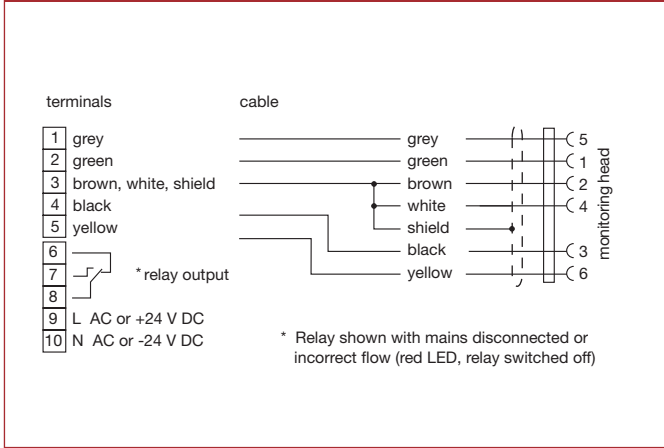 terminals cable
1 grey grey 5
2 green green 1
3 brown, white, shield brown 2
4 black white 4
5 yellow shield
black 3
yellow 6
monitoring head
6
7 * relay output
8
9 L AC or +24 V DC
10 N AC or -24 V DC
* Relay shown with mains disconnected or
incorrect flow (red LED, relay switched off)